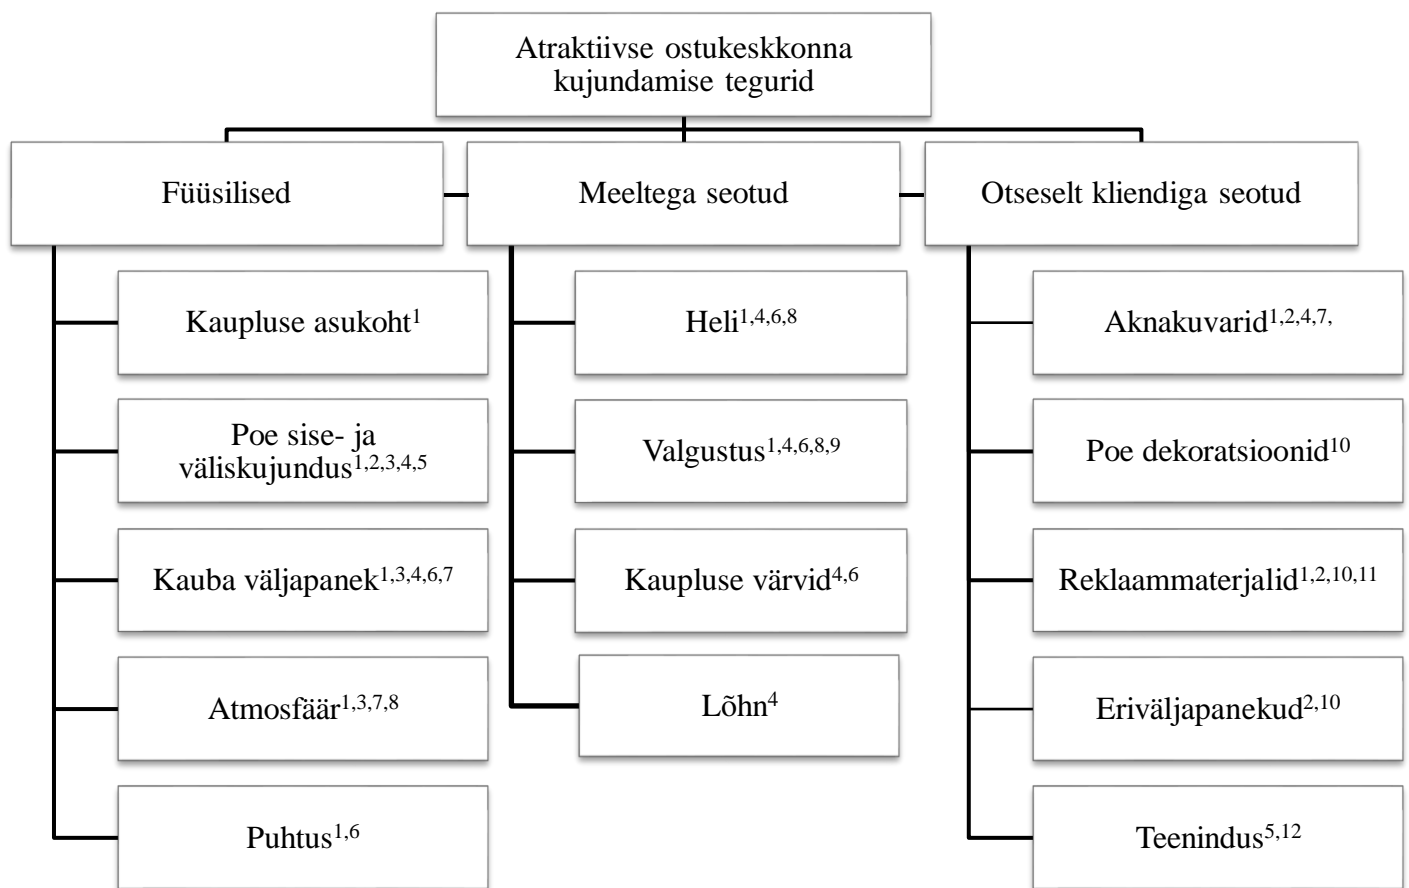 Atraktiivse ostukeskkonna
kujundamise tegurid
Füüsilised
Meeltega seotud
Otseselt kliendiga seotud
Kaupluse asukoht1
Poe sise- ja
väliskujundus1,2,3,4,5
Kauba väljapanek1,3,4,6,7
Atmosfäär1,3,7,8
Puhtus1,6
Heli1,4,6,8
Valgustus1,4,6,8,9
Kaupluse värvid4,6
Lõhn4
Aknakuvarid1,2,4,7,
Poe dekoratsioonid10
Reklaammaterjalid1,2,10,11
Eriväljapanekud2,10
Teenindus5,12